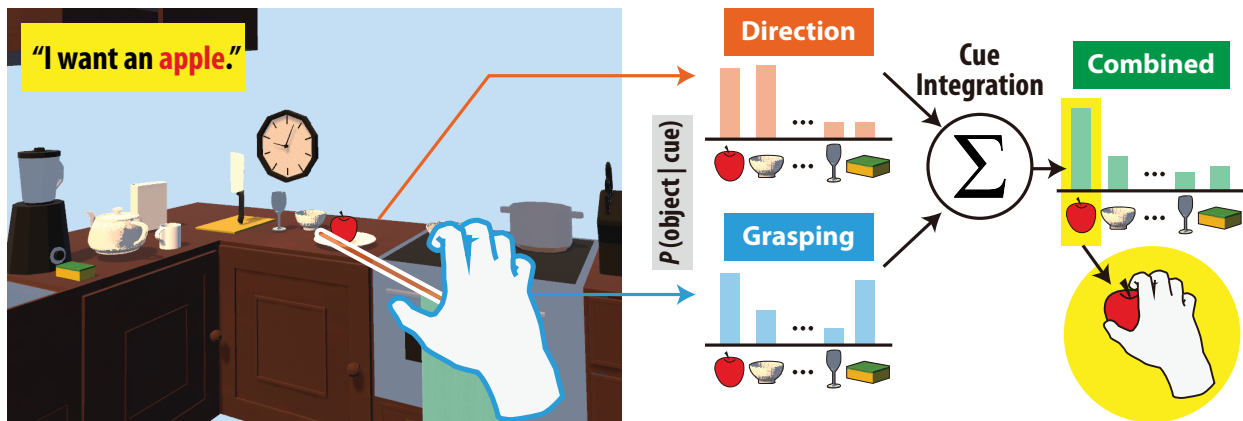 “I want an apple.”
Direction
Cue
Integration
Combined
P (object | cue)
...
Σ
...
...
Grasping
...
...